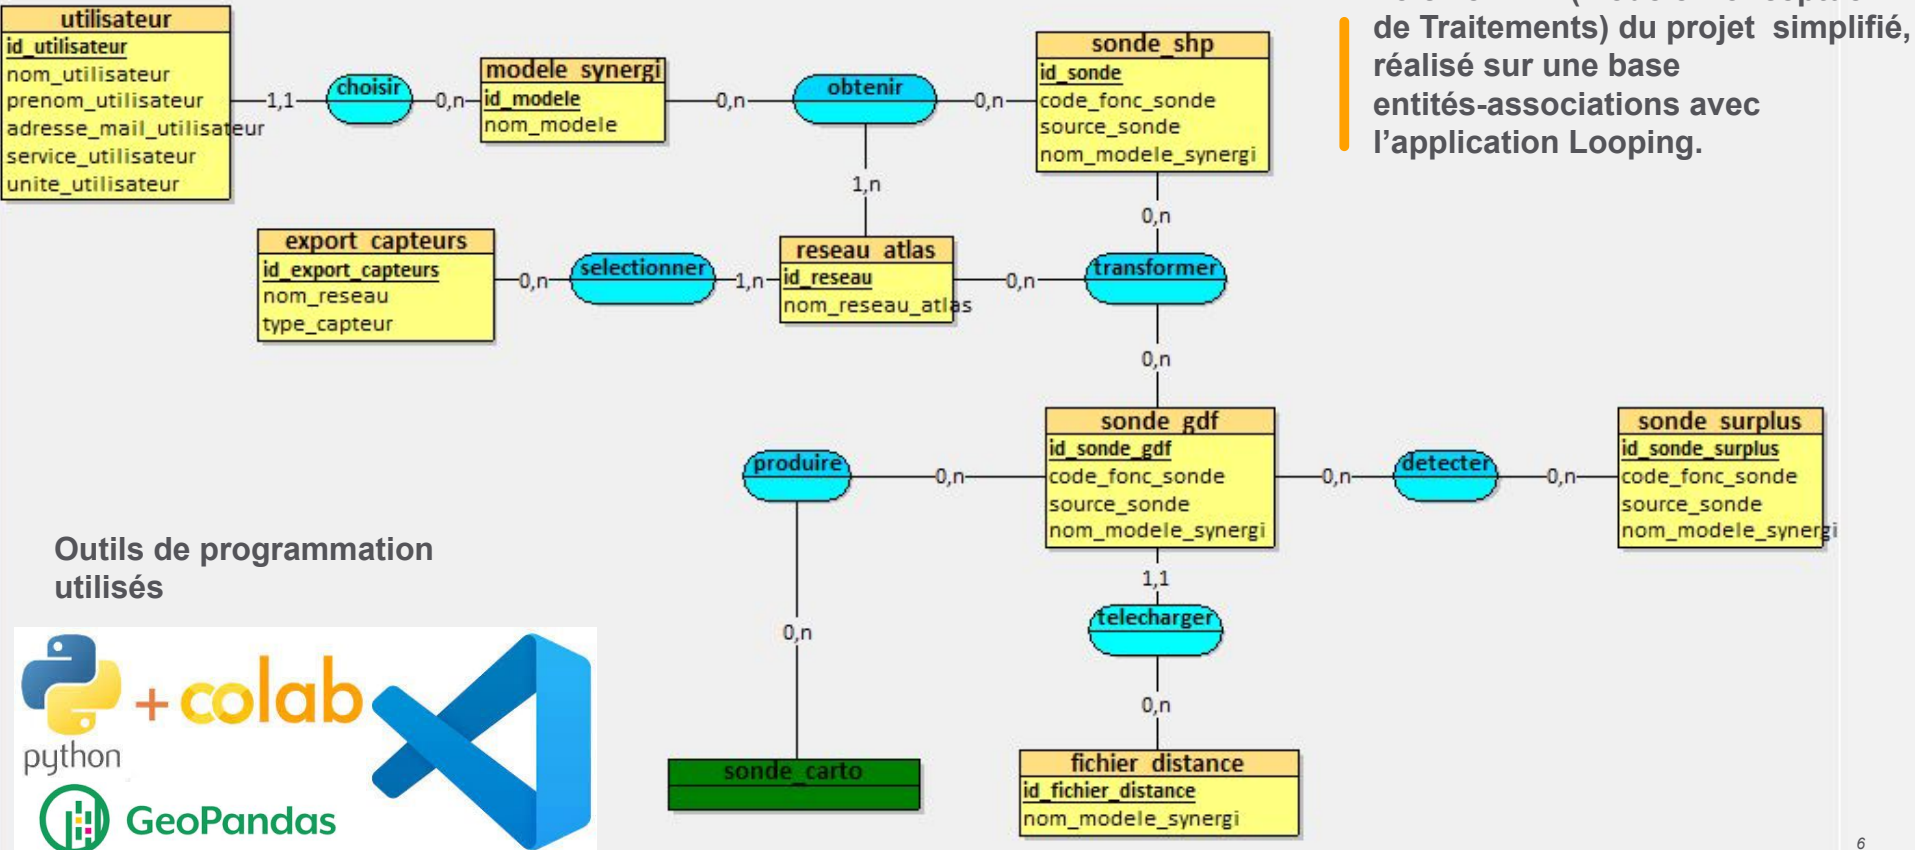 de Traitements) du projet simplifié,
réalisé sur une base
entités-associations avec
l'application Looping.
utilisateur
id_utilisateur
nom_utilisateur
prenom_utilisateur
adresse_mail_utilisateur
service_utilisateur
unite_utilisateur
1,1
choisir
0,n
modele_synergi
id_modele
nom_modele
0,n
obtenir
0,n
sonde_shp
id_sonde
code_fonc_sonde
source_sonde
nom_modele_synergi
1,n
0,n
export_capteurs
id_export_capteurs
nom_reseau
type_capteur
0,n
selectionner
1,n
reseau_atlas
id_reseau
nom_reseau_atlas
0,n
transformer
0,n
produire
0,n
sonde_gdf
id_sonde_gdf
code_fonc_sonde
source_sonde
nom_modele_synergi
0,n
detecter
0,n
sonde_surplus
id_sonde_surplus
code_fonc_sonde
source_sonde
nom_modele_synergi
1,1
telecharger
0,n
0,n
sonde_carto
fichier_distance
id_fichier_distance
nom_modele_synergi
Outils de programmation
utilisés
python
+
colab
GeoPandas
6